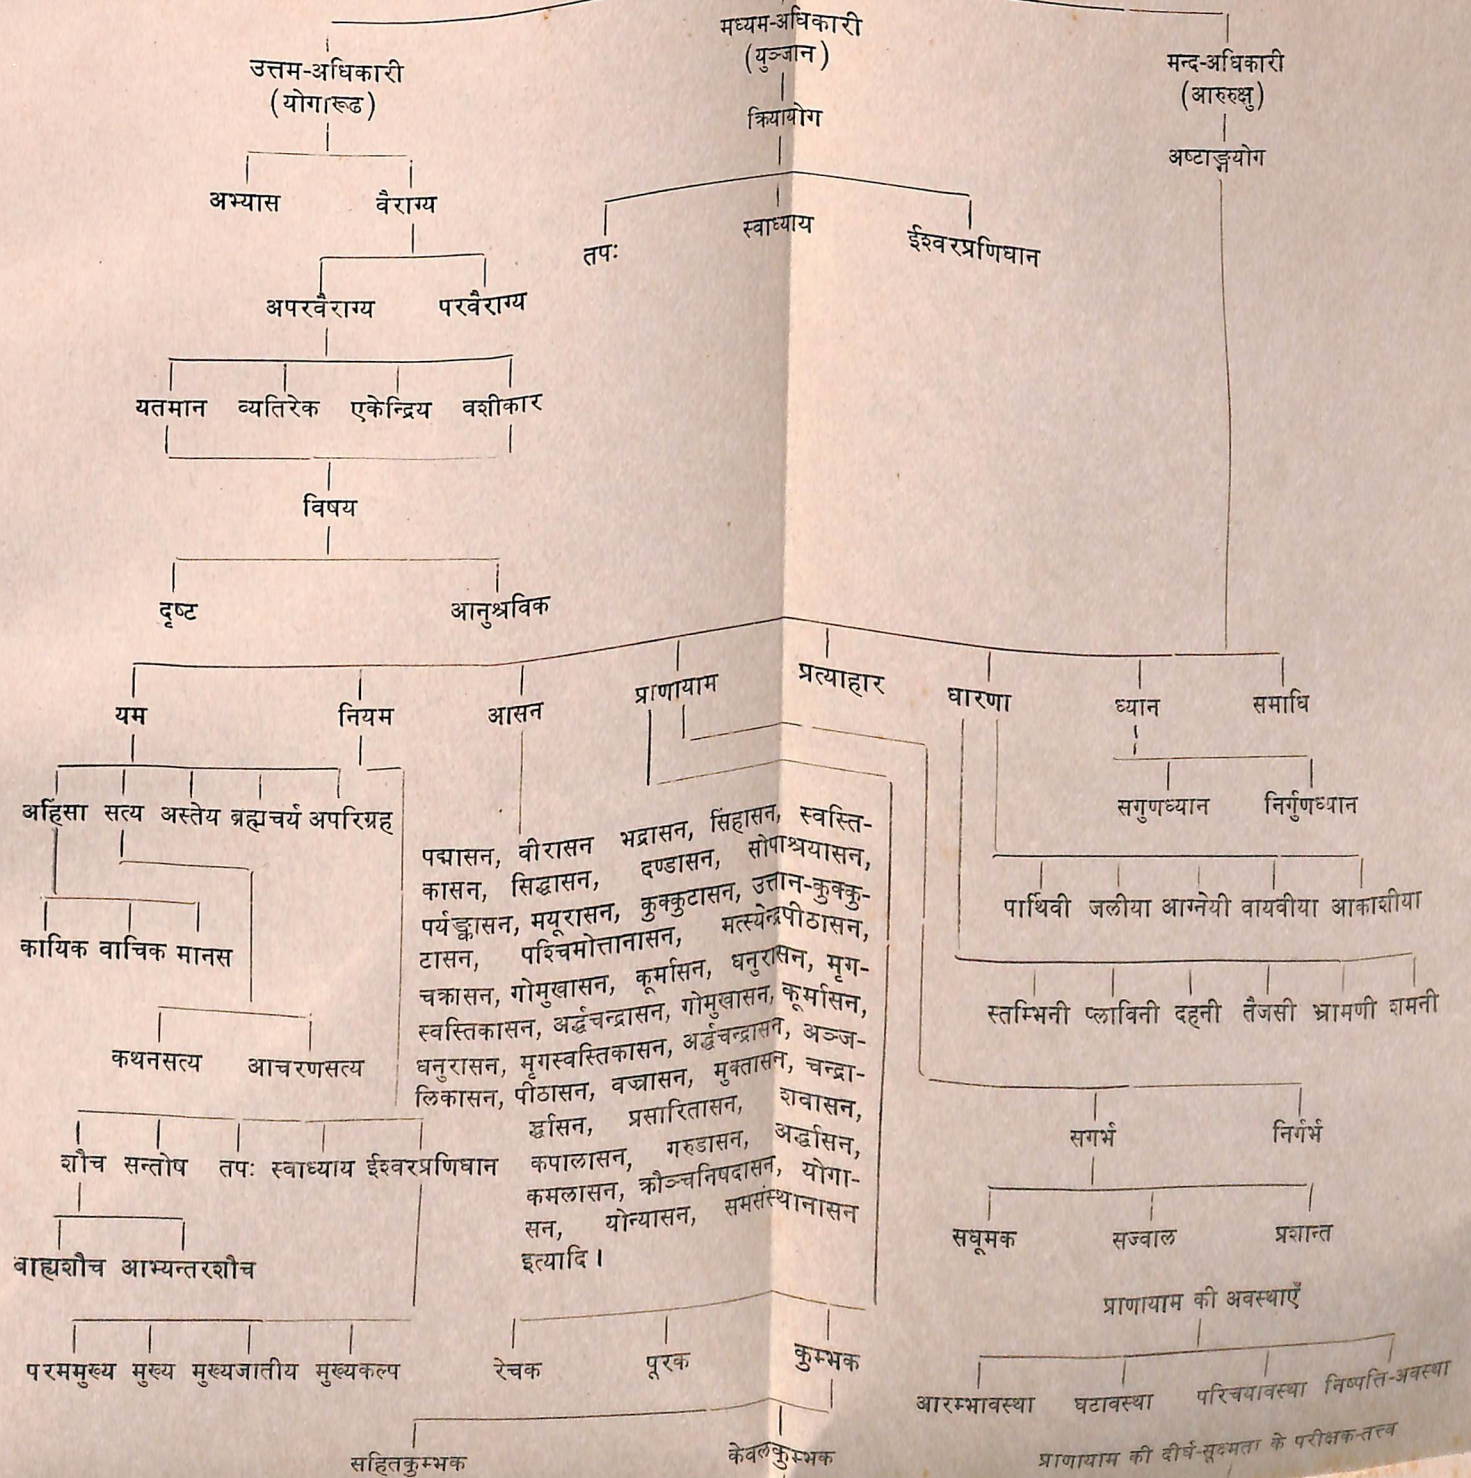 मध्यम-अधिकारी
(युञ्जान)
उत्तम-अधिकारी
(योगारूढ)
मन्द-अधिकारी
(आरुरुक्षु)
क्रियायोग
अष्टाङ्गयोग
अभ्यास वैराग्य
तपः स्वाध्याय ईश्वरप्रणिधान
अपरवैराग्य परवैराग्य
यतमान व्यतिरेक एकेन्द्रिय वशीकार
विषय
दृष्ट आनुश्रविक
यम नियम आसन प्राणायाम प्रत्याहार धारणा ध्यान समाधि
सगुणध्यान निर्गुणध्यान
अहिंसा सत्य अस्तेय ब्रह्मचर्य अपरिग्रह
पद्मासन, वीरासन भद्रासन, सिंहासन, स्वस्ति-
कासन, सिद्धासन, दण्डासन, सोपाश्रयासन,
पर्यङ्कासन, मयूरासन, कुक्कुटासन, उत्तान-कुक्कु-
टासन, पश्चिमोत्तानासन, मत्स्येन्द्रपीठासन,
चक्रासन, गोमुखासन, कूर्मासन, धनुरासन, मृग-
स्वस्तिकासन, अर्द्धचन्द्रासन, गोमुखासन, कूर्मासन,
धनुरासन, मृगस्वस्तिकासन, अर्द्धचन्द्रासन, अञ्ज-
लिकासन, पीठासन, वज्रासन, मुक्तासन, चन्द्रा-
र्द्धासन, प्रसारितासन, शवासन,
कपालासन, गरुडासन, अर्द्धासन,
कमलासन, क्रौञ्चनिषदासन, योगा-
सन, योन्यासन, समसंस्थानासन
इत्यादि।
पार्थिवी जलीया आग्नेयी वायवीया आकाशीया
कायिक वाचिक मानस
स्तम्भिनी प्लाविनी दहनी तैजसी भ्रामणी शमनी
कथनसत्य आचरणसत्य
सगर्भ निर्गर्भ
शौच सन्तोष तपः स्वाध्याय ईश्वरप्रणिधान
सधूमक सज्वाल प्रशान्त
बाह्यशौच आभ्यन्तरशौच
प्राणायाम की अवस्थाएँ
परममुख्य मुख्य मुख्यजातीय मुख्यकल्प
रेचक पूरक कुम्भक
आरम्भावस्था घटावस्था परिचयावस्था निष्पत्ति-अवस्था
सहितकुम्भक केवलकुम्भक
प्राणायाम की दीर्घ-सूक्ष्मता के परीक्षक-तत्त्व